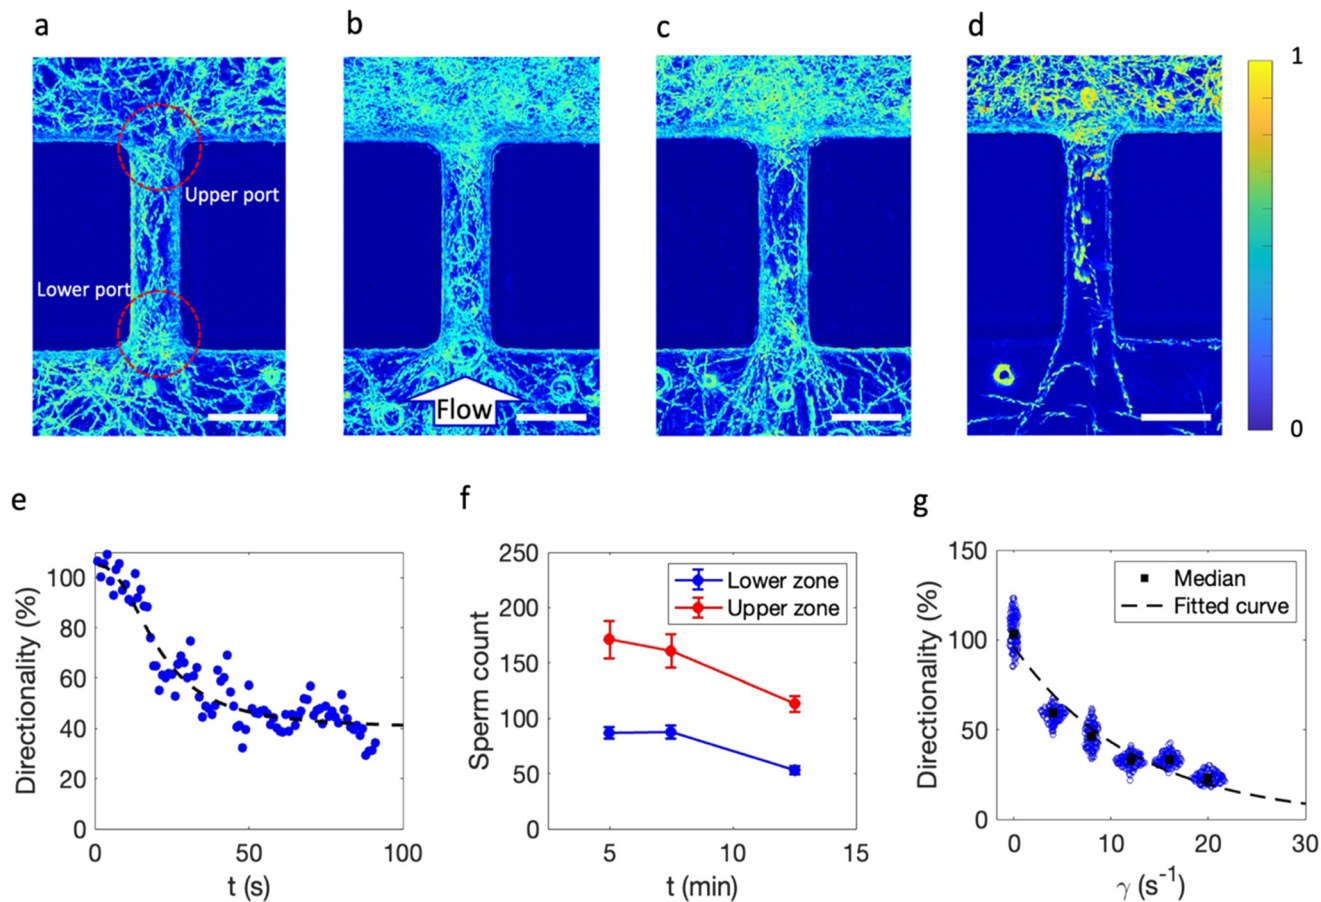 a
b
c
d
Upper port
Lower port
Flow
1
0
e
Directionality (%)
100
80
60
40
20
0
0
50
100
t (s)
f
Sperm count
250
200
150
100
50
0
Lower zone
Upper zone
5
10
15
t (min)
g
Directionality (%)
150
100
50
0
Median
Fitted curve
0
10
20
30
γ (s⁻¹)